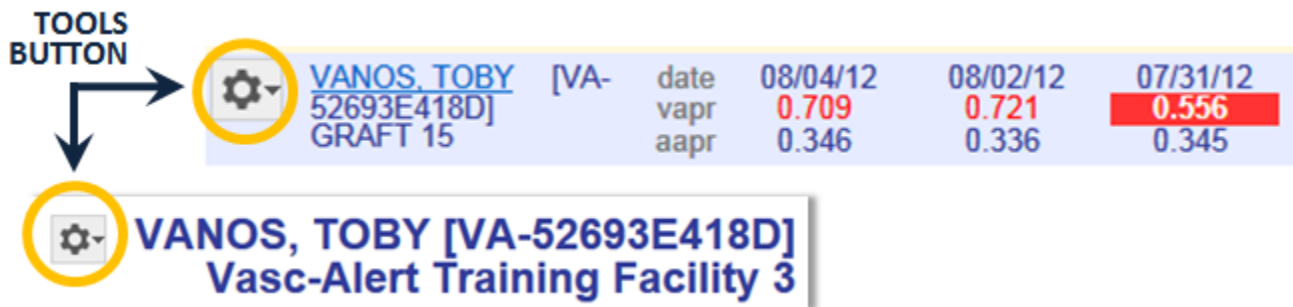 TOOLS
BUTTON
VANOS, TOBY [VA- date 08/04/12 08/02/12 07/31/12
52693E418D] vapr 0.709 0.721 0.556
GRAFT 15 aapr 0.346 0.336 0.345
VANOS, TOBY [VA-52693E418D]
Vasc-Alert Training Facility 3